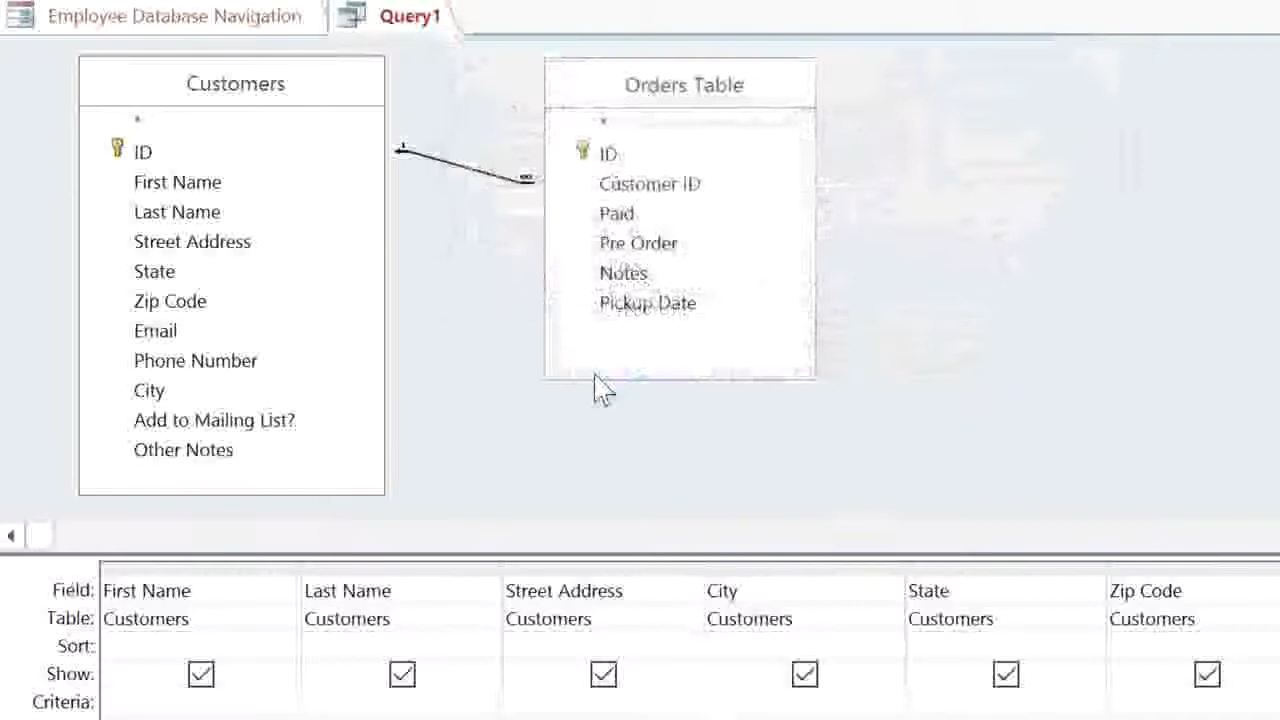 Employee Database Navigation
Query1
Customers
*
ID
First Name
Last Name
Street Address
State
Zip Code
Email
Phone Number
City
Add to Mailing List?
Other Notes
1
∞
Orders Table
*
ID
Customer ID
Paid
Pre Order
Notes
Pickup Date
Field: First Name Last Name Street Address City State Zip Code
Table: Customers Customers Customers Customers Customers Customers
Sort:
Show:
Criteria: